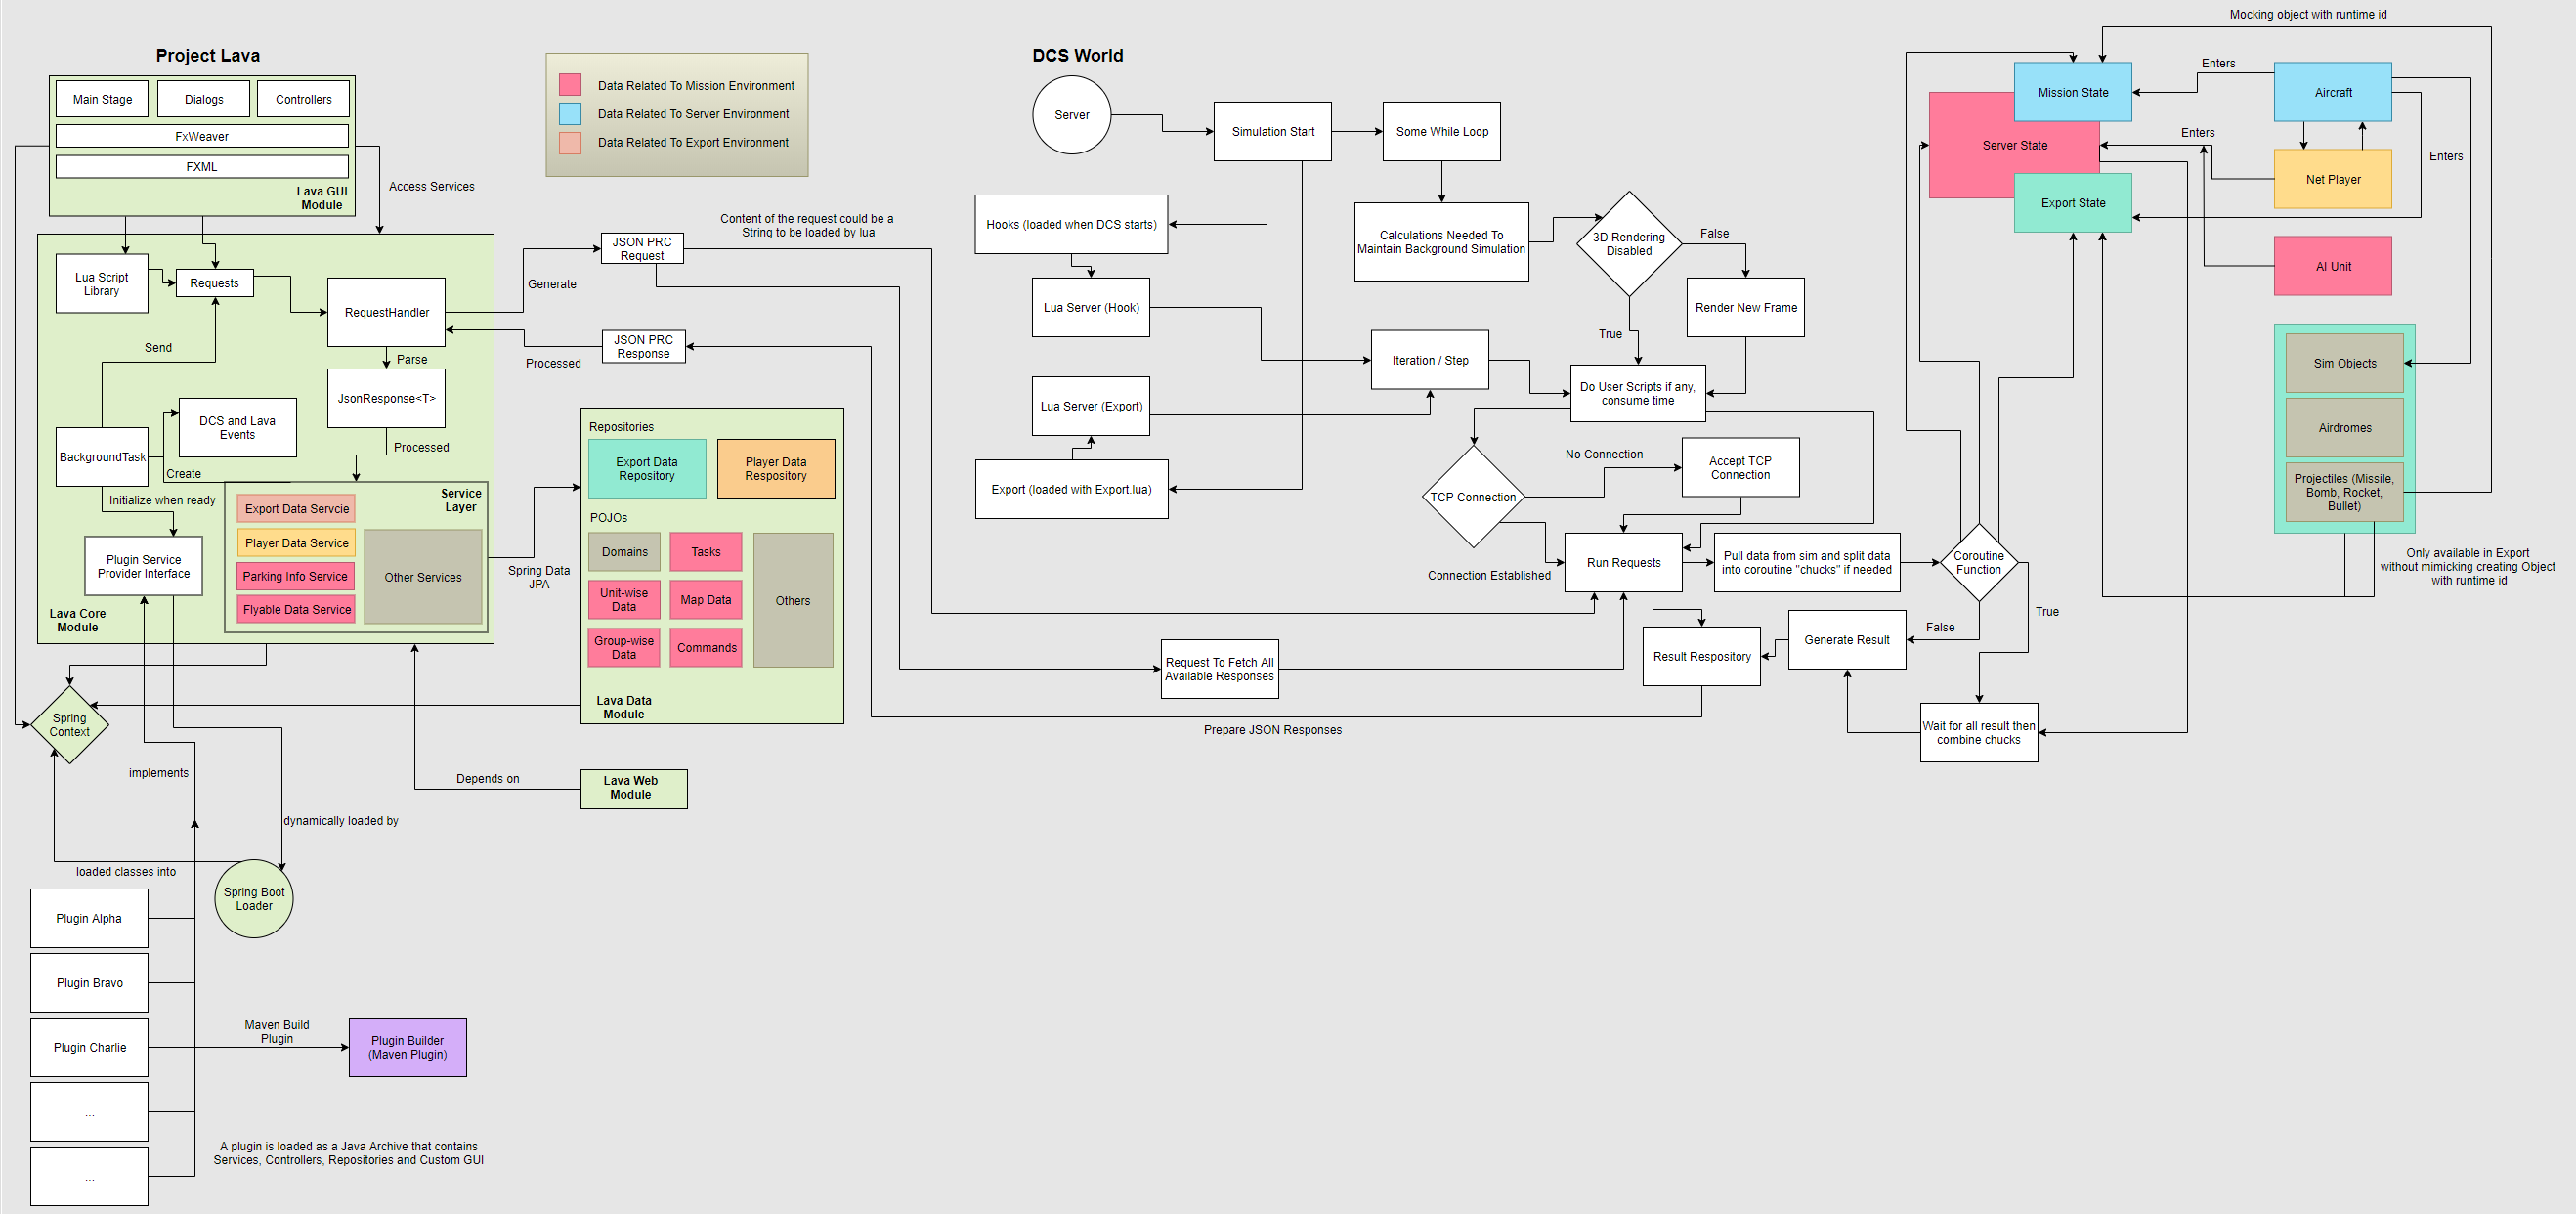 Project Lava
Main Stage
Dialogs
Controllers
FxWeaver
FXML
Lava GUI
Module
Access Services
Data Related To Mission Environment
Data Related To Server Environment
Data Related To Export Environment
Lua Script
Library
Requests
RequestHandler
Send
Parse
JsonResponse<T>
DCS and Lava
Events
BackgroundTask
Create
Processed
Initialize when ready
Service
Layer
Export Data Servcie
Player Data Service
Parking Info Service
Flyable Data Service
Other Services
Plugin Service
Provider Interface
Lava Core
Module
Generate
JSON PRC
Request
Content of the request could be a
String to be loaded by lua
JSON PRC
Response
Processed
Spring Data
JPA
Repositories
Export Data
Repository
Player Data
Respository
POJOs
Domains
Tasks
Unit-wise
Data
Map Data
Others
Group-wise
Data
Commands
Lava Data
Module
Spring
Context
implements
Depends on
Lava Web
Module
dynamically loaded by
loaded classes into
Spring Boot
Loader
Plugin Alpha
Plugin Bravo
Plugin Charlie
...
...
Maven Build
Plugin
Plugin Builder
(Maven Plugin)
A plugin is loaded as a Java Archive that contains
Services, Controllers, Repositories and Custom GUI
DCS World
Server
Simulation Start
Some While Loop
Hooks (loaded when DCS starts)
Lua Server (Hook)
Lua Server (Export)
Export (loaded with Export.lua)
Calculations Needed To
Maintain Background Simulation
3D Rendering
Disabled
False
Render New Frame
True
Iteration / Step
Do User Scripts if any,
consume time
No Connection
Accept TCP
Connection
TCP Connection
Connection Established
Run Requests
Pull data from sim and split data
into coroutine "chucks" if needed
Coroutine
Function
True
False
Generate Result
Result Respository
Request To Fetch All
Available Responses
Prepare JSON Responses
Wait for all result then
combine chucks
Mocking object with runtime id
Mission State
Server State
Export State
Enters
Enters
Enters
Aircraft
Net Player
AI Unit
Sim Objects
Airdromes
Projectiles (Missile,
Bomb, Rocket,
Bullet)
Only available in Export
without mimicking creating Object
with runtime id